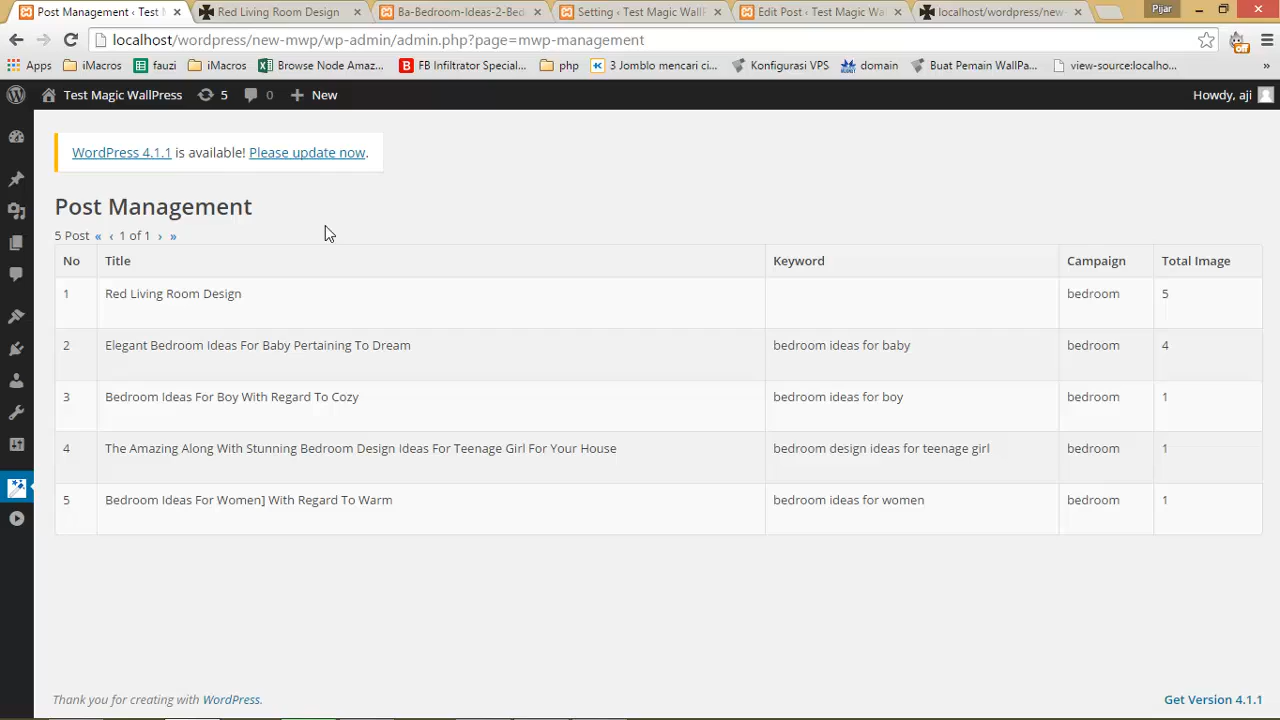 Post Management ‹ Test M
Red Living Room Design
Ba-Bedroom-Ideas-2-Bed-
Setting ‹ Test Magic WallP
Edit Post ‹ Test Magic Wa
localhost/wordpress/new-
Pijar
localhost/wordpress/new-mwp/wp-admin/admin.php?page=mwp-management
off
Apps iMacros fauzi iMacros Browse Node Amaz... FB Infiltrator Special... php 3 Jomblo mencari ci... Konfigurasi VPS domain Buat Pemain WallPa... view-source:localho... »
Test Magic WallPress 5 0 New Howdy, aji
WordPress 4.1.1 is available! Please update now.
Post Management
5 Post « ‹ 1 of 1 › »
No Title Keyword Campaign Total Image
1 Red Living Room Design bedroom 5
2 Elegant Bedroom Ideas For Baby Pertaining To Dream bedroom ideas for baby bedroom 4
3 Bedroom Ideas For Boy With Regard To Cozy bedroom ideas for boy bedroom 1
4 The Amazing Along With Stunning Bedroom Design Ideas For Teenage Girl For Your House bedroom design ideas for teenage girl bedroom 1
5 Bedroom Ideas For Women] With Regard To Warm bedroom ideas for women bedroom 1
Thank you for creating with WordPress. Get Version 4.1.1